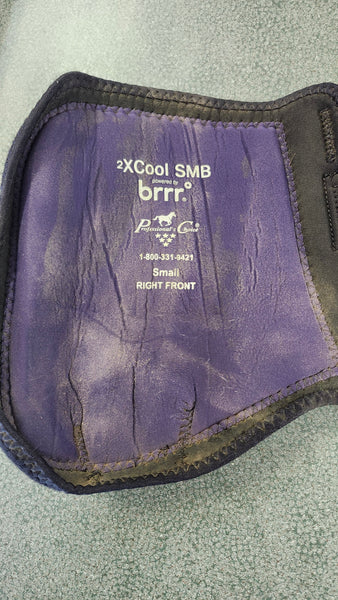 2XCool SMB
powered by
brrr°
Professional's Choice
1-800-331-9421
Small
RIGHT FRONT